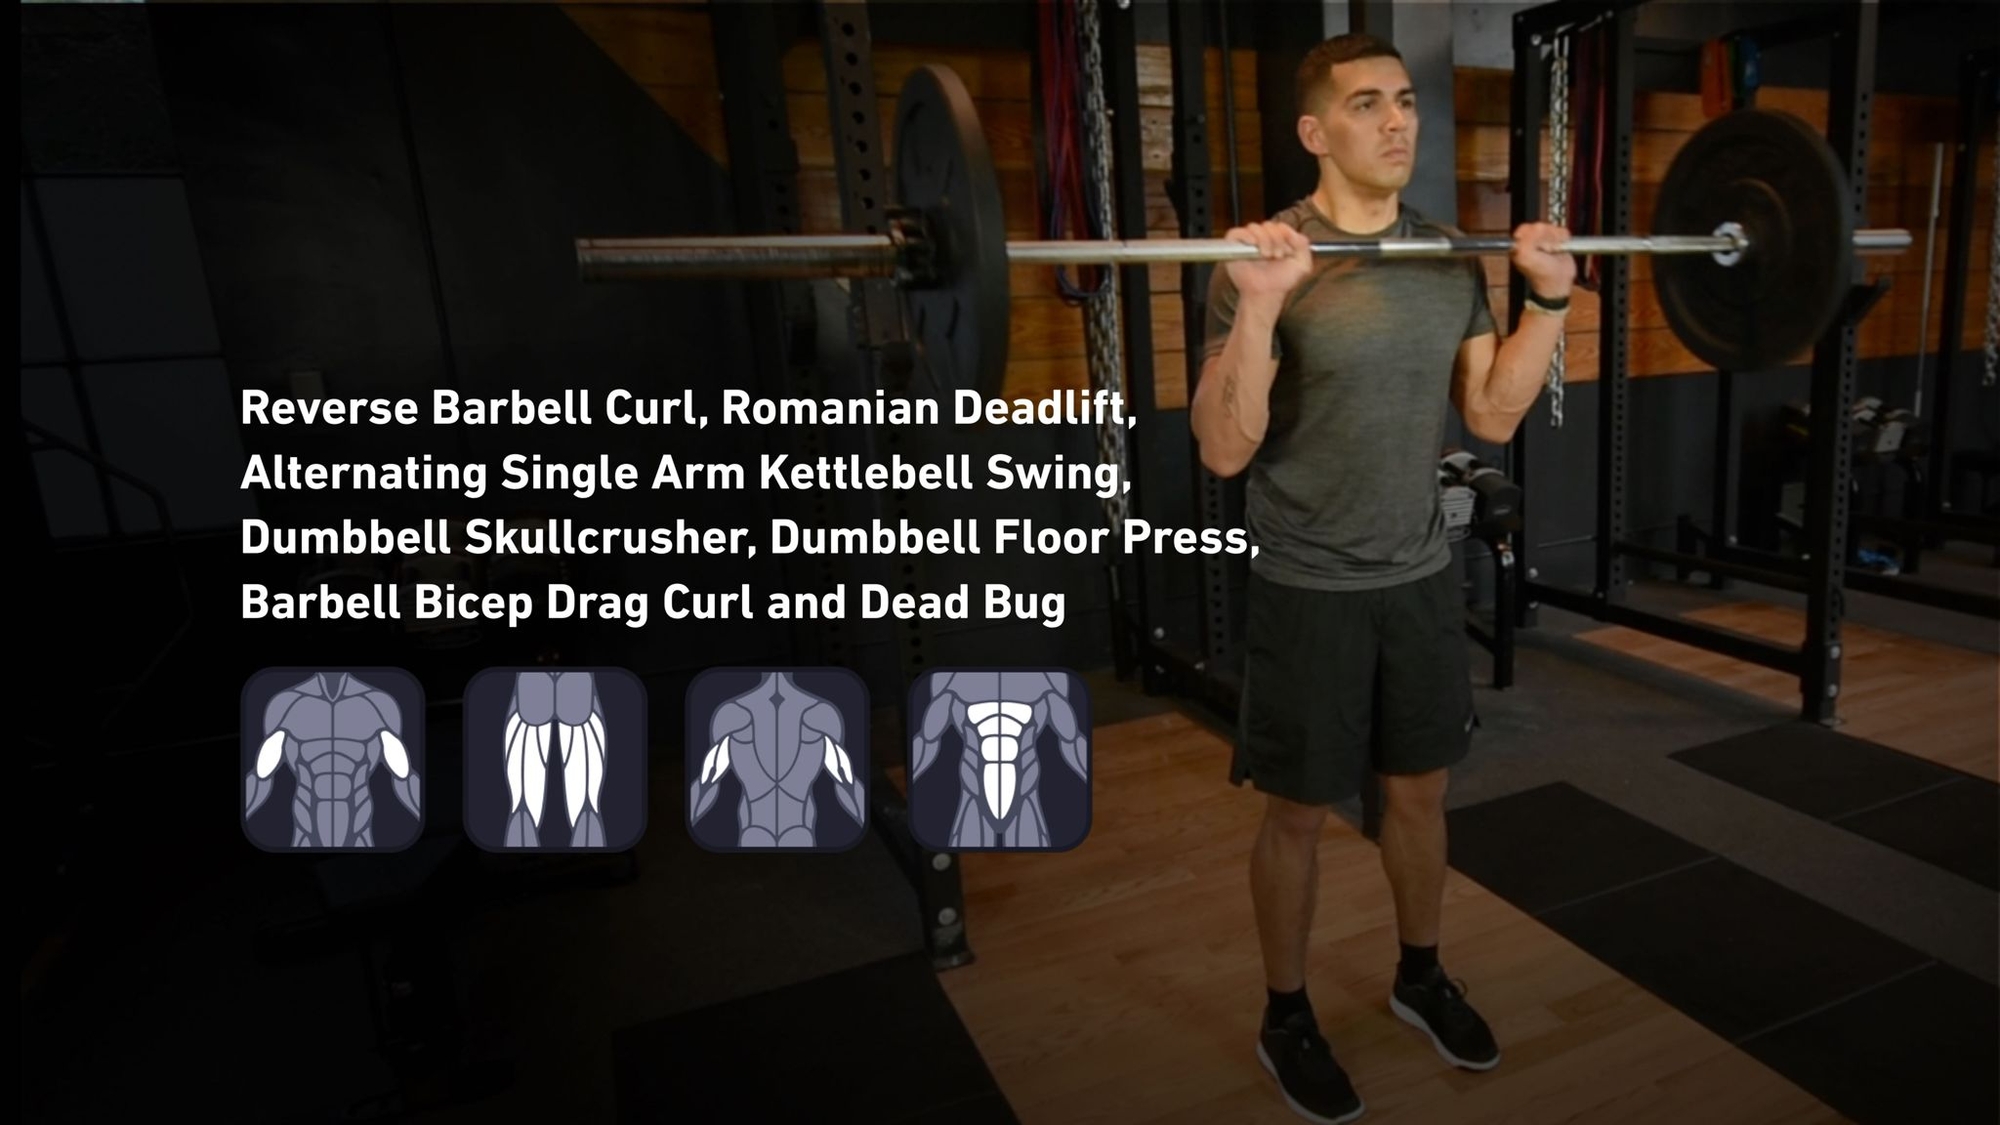 Reverse Barbell Curl, Romanian Deadlift,
Alternating Single Arm Kettlebell Swing,
Dumbbell Skullcrusher, Dumbbell Floor Press,
Barbell Bicep Drag Curl and Dead Bug